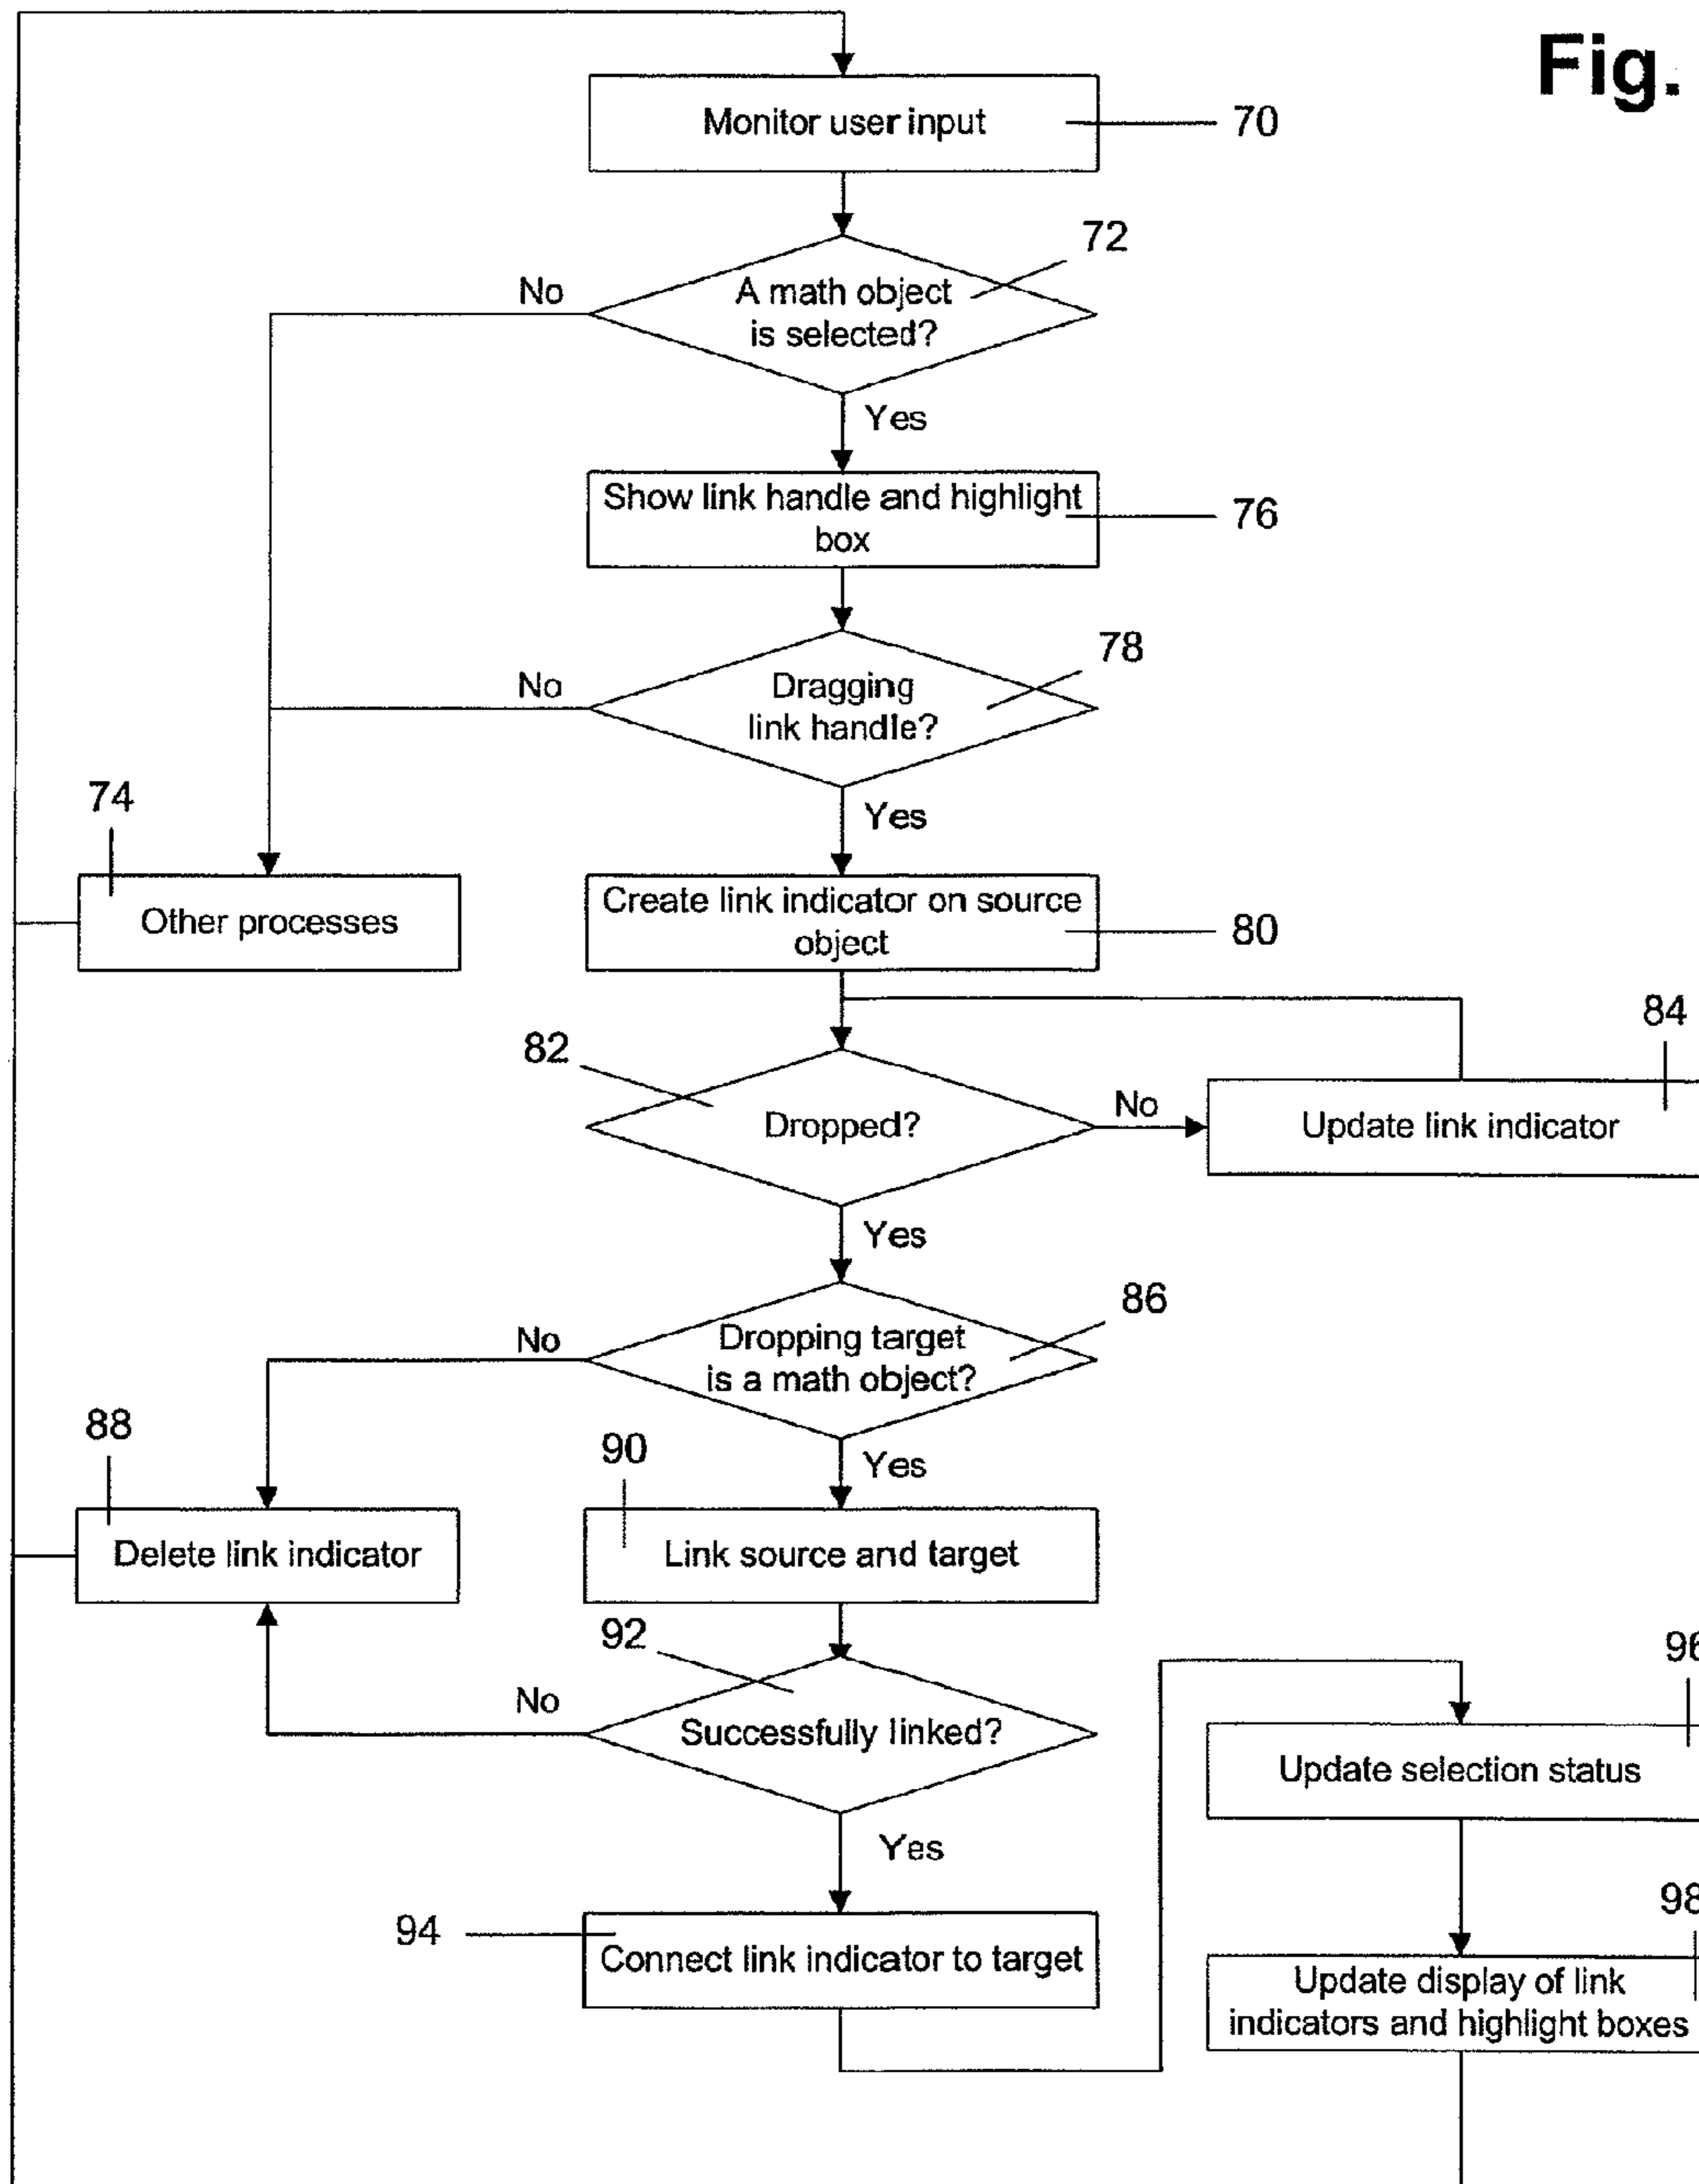 Fig.
Monitor user input
70
72
A math object
is selected?
No
Yes
Show link handle and highlight
box
76
78
Dragging
link handle?
No
Yes
74
Other processes
Create link indicator on source
object
80
82
Dropped?
No
84
Update link indicator
Yes
86
Dropping target
is a math object?
No
Yes
88
Delete link indicator
90
Link source and target
92
Successfully linked?
No
Yes
96
Update selection status
94
Connect link indicator to target
98
Update display of link
indicators and highlight boxes